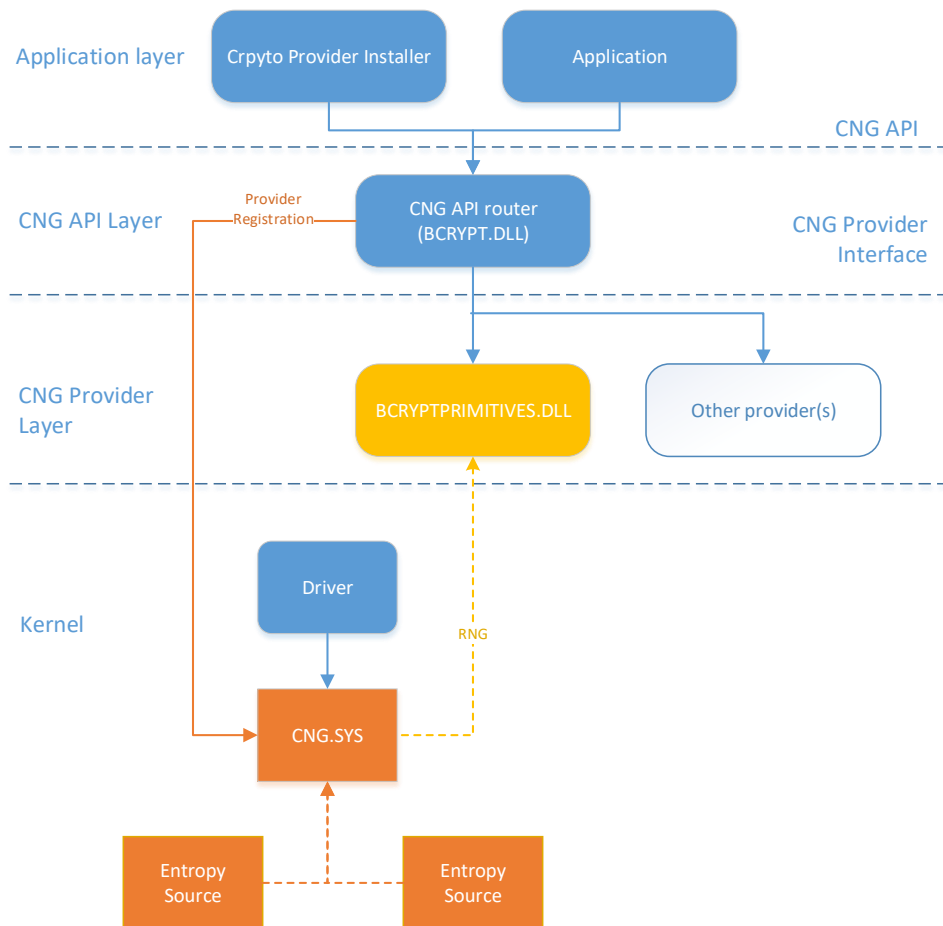 Application layer
Crpyto Provider Installer
Application
CNG API
CNG API Layer
Provider
Registration
CNG API router
(BCRYPT.DLL)
CNG Provider
Interface
CNG Provider
Layer
BCRYPTPRIMITIVES.DLL
Other provider(s)
Kernel
Driver
RNG
CNG.SYS
Entropy
Source
Entropy
Source